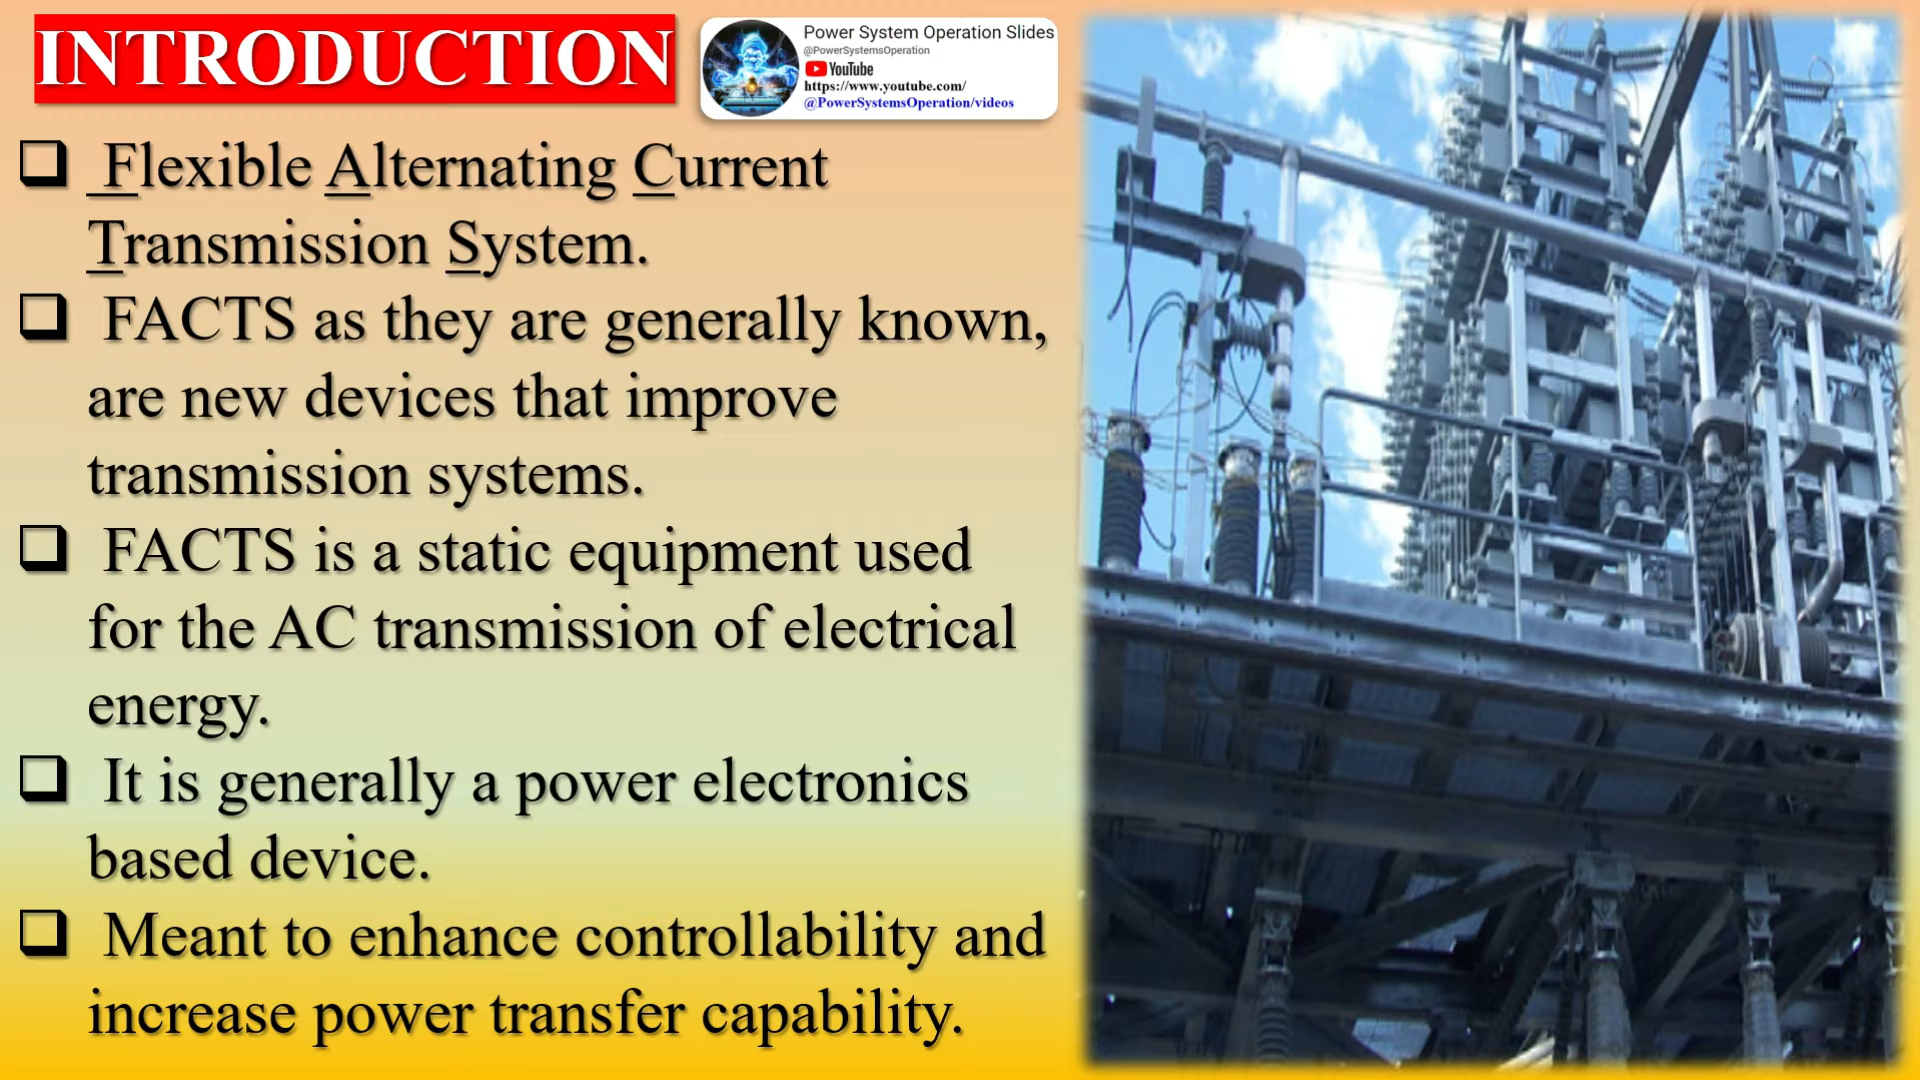 INTRODUCTION
Power System Operation Slides
@PowerSystemsOperation
YouTube
https://www.youtube.com/
@PowerSystemsOperation/videos
Flexible Alternating Current
Transmission System.
FACTS as they are generally known,
are new devices that improve
transmission systems.
FACTS is a static equipment used
for the AC transmission of electrical
energy.
It is generally a power electronics
based device.
Meant to enhance controllability and
increase power transfer capability.